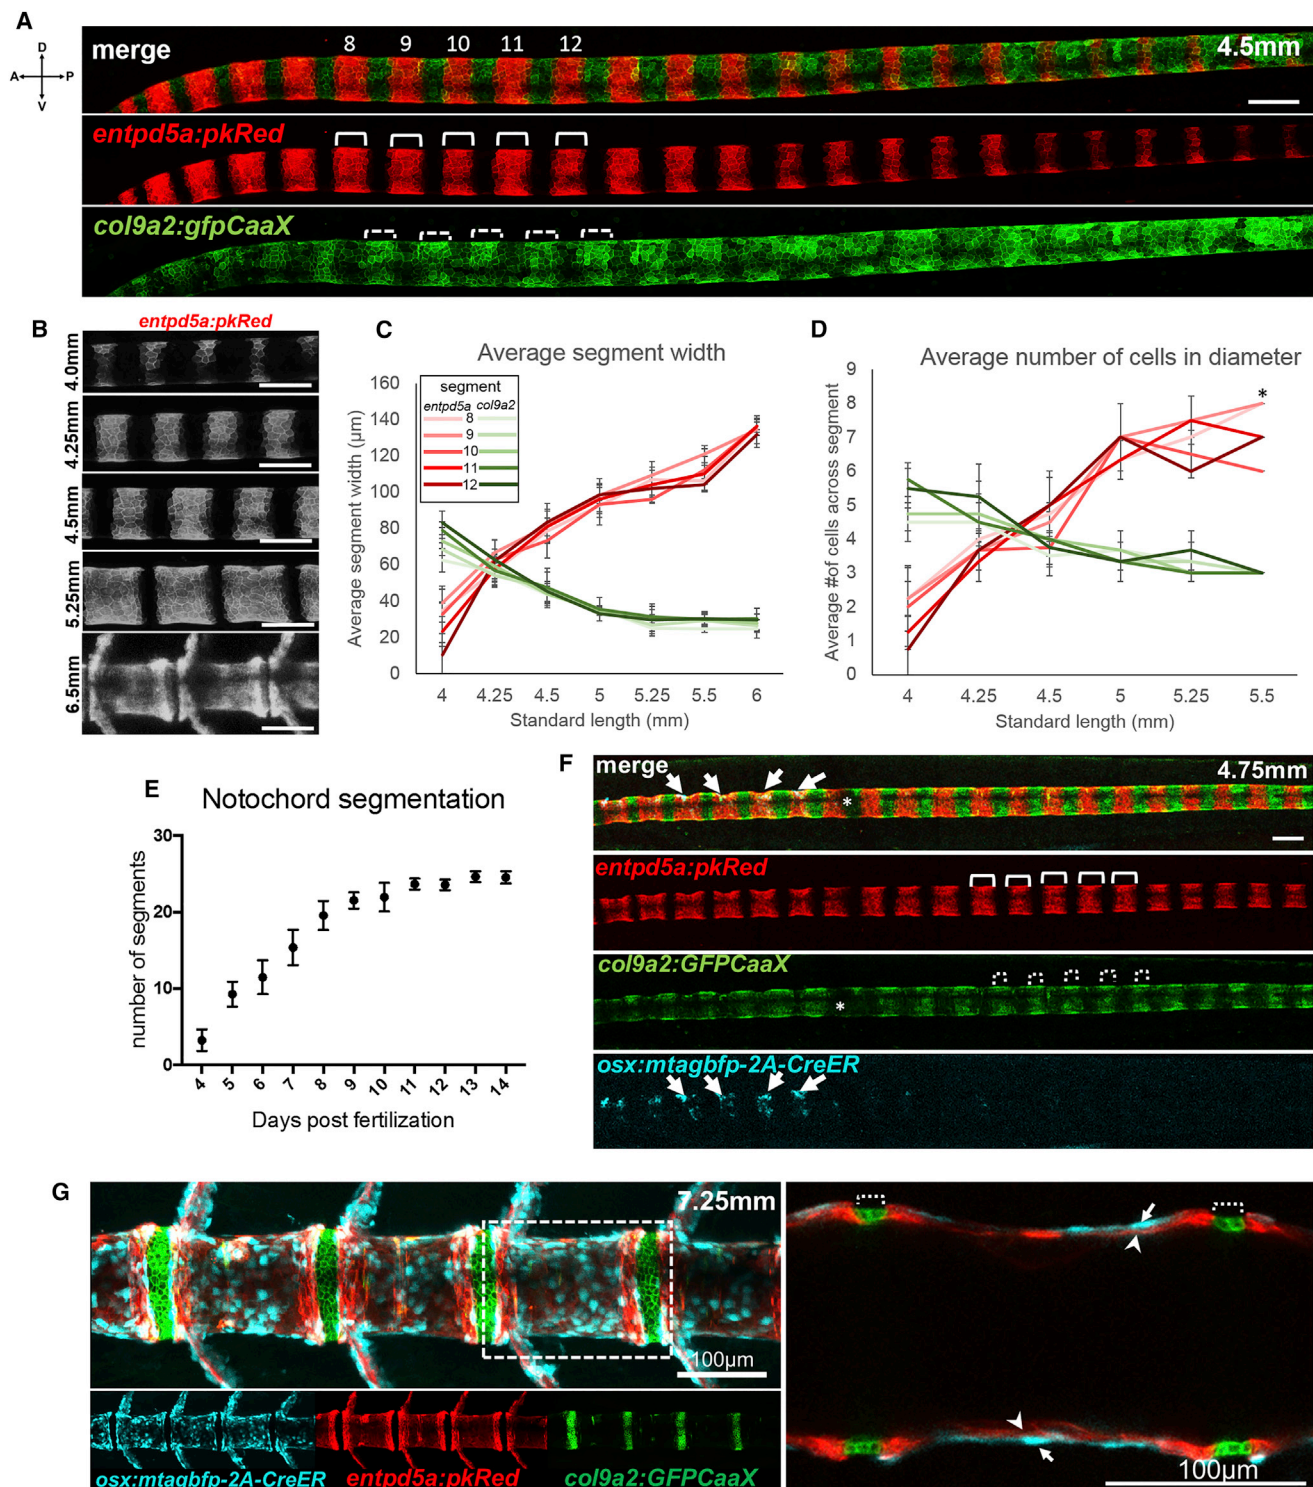 A
D
A P
V
merge
8 9 10 11 12
4.5mm
entpd5a:pkRed
col9a2:gfpCaaX
B
entpd5a:pkRed
4.0mm
4.25mm
4.5mm
5.25mm
6.5mm
C
Average segment width
160
140
120
100
80
60
40
20
0
Average segment width (µm)
segment
entpd5a col9a2
8
9
10
11
12
4 4.25 4.5 5 5.25 5.5 6
Standard length (mm)
D
Average number of cells in diameter
9
8
7
6
5
4
3
2
1
0
Average #of cells across segment
*
4 4.25 4.5 5 5.25 5.5
Standard length (mm)
E
Notochord segmentation
30
20
10
0
number of segments
4 5 6 7 8 9 10 11 12 13 14
Days post fertilization
F
merge
4.75mm
*
entpd5a:pkRed
col9a2:GFPCaaX
*
osx:mtagbfp-2A-CreER
G
7.25mm
100µm
osx:mtagbfp-2A-CreER
entpd5a:pkRed
col9a2:GFPCaaX
100µm